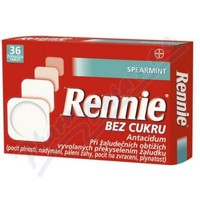 36
SPEARMINT
Rennie®
BEZ CUKRU
Antacidum
Při žaludečních obtížích
vyvolaných překyselením žaludku
(pocit plnosti, nadýmání, pálení žáhy, pocit na zvracení, plynatost)